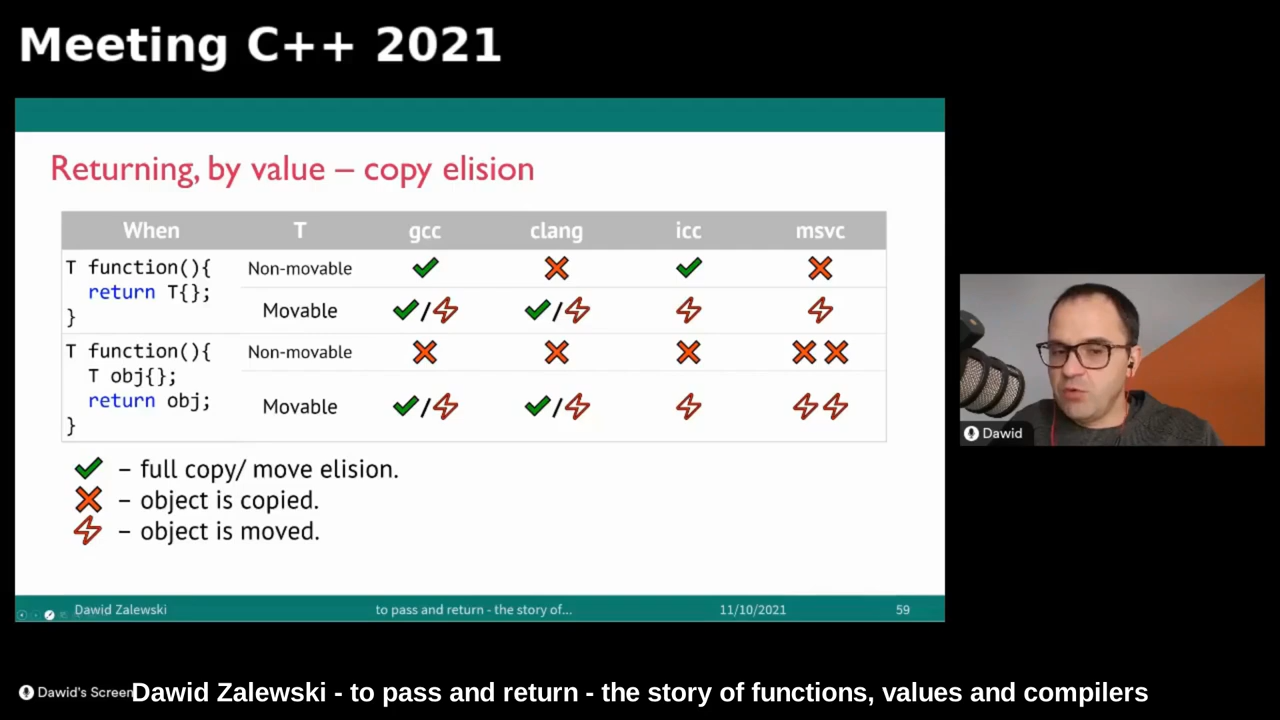 Meeting C++ 2021
Returning, by value – copy elision
When T gcc clang icc msvc
T function(){
return T{};
}
Non-movable
Movable
/ /
T function(){
T obj{};
return obj;
}
Non-movable
Movable
/ /
– full copy/ move elision.
– object is copied.
– object is moved.
Dawid Zalewski to pass and return - the story of... 11/10/2021 59
Dawid
Dawid's Screen
Dawid Zalewski - to pass and return - the story of functions, values and compilers